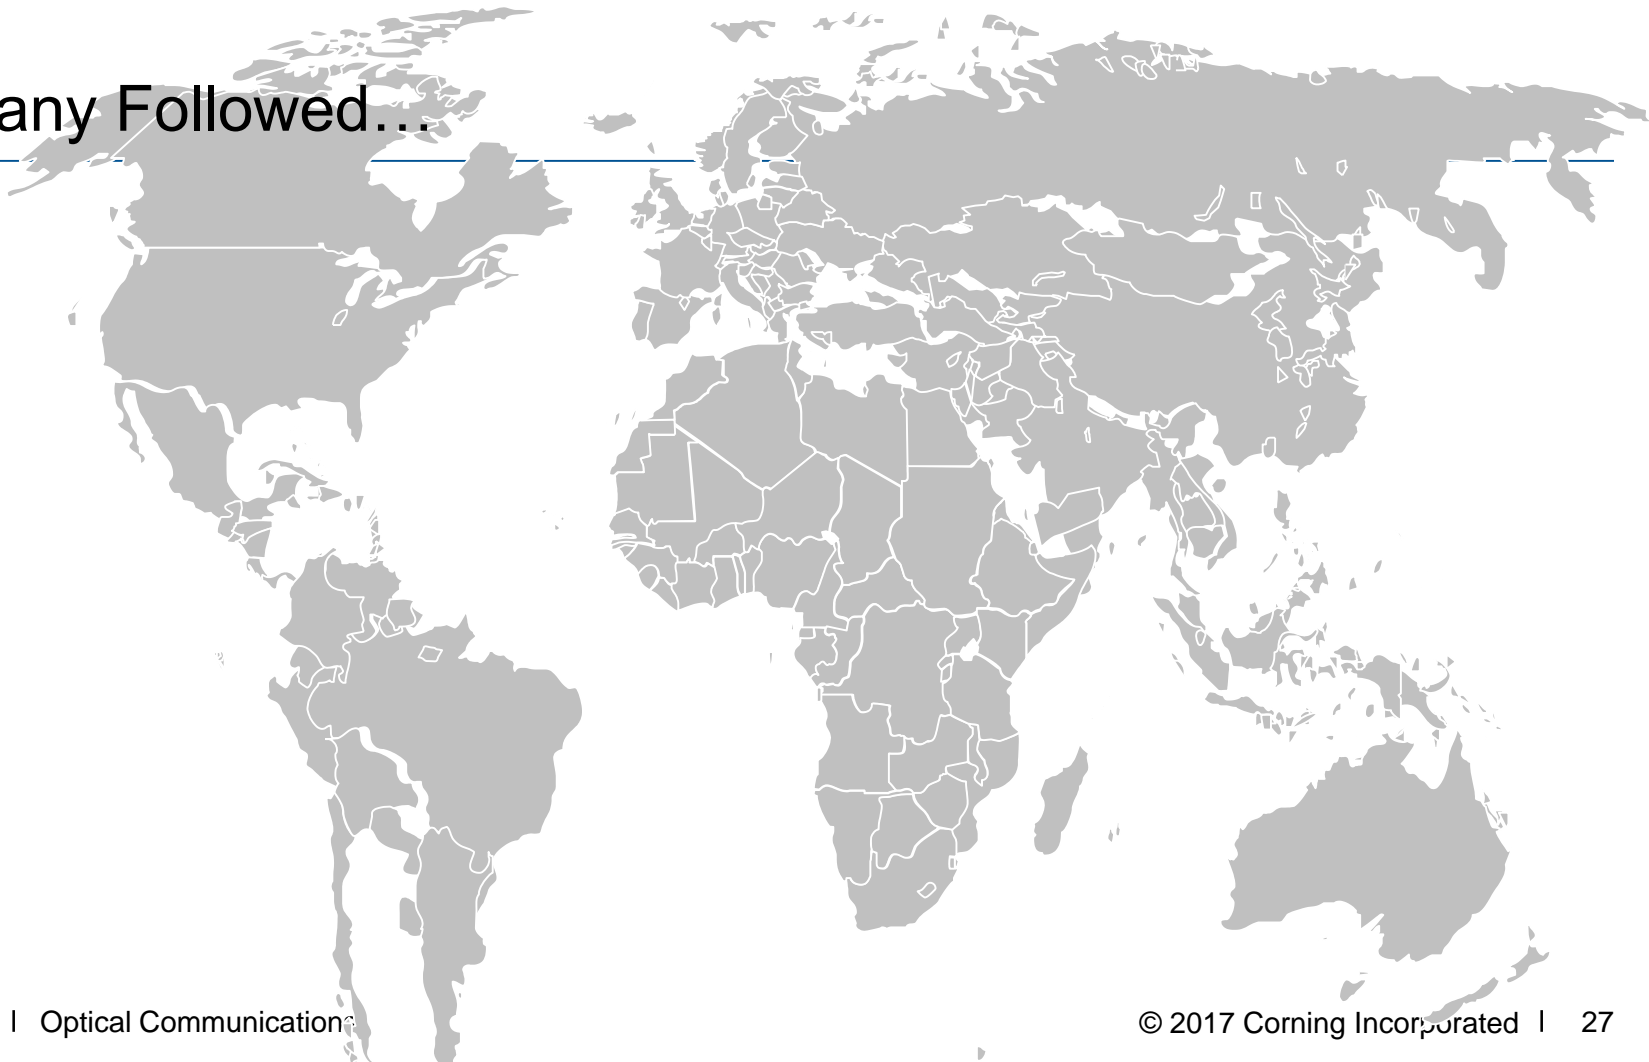 any Followed…
| Optical Communications
© 2017 Corning Incorporated | 27